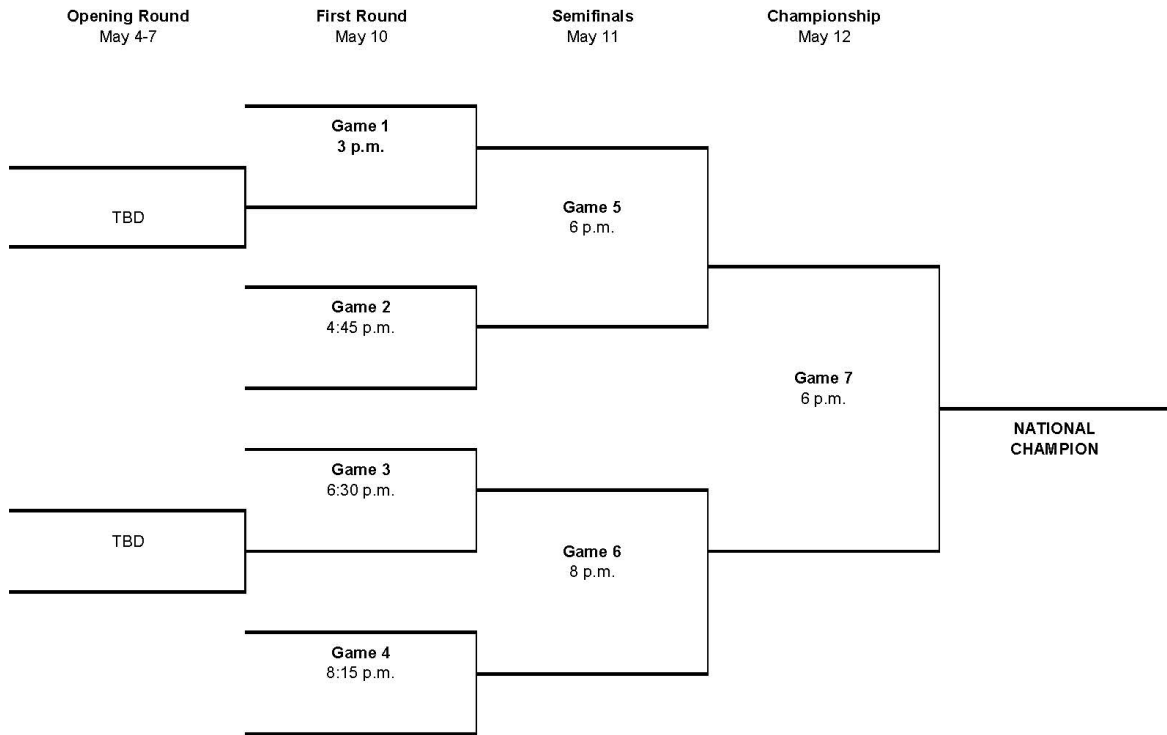 Opening Round
May 4-7
First Round
May 10
Semifinals
May 11
Championship
May 12
Game 1
3 p.m.
TBD
Game 5
6 p.m.
Game 2
4:45 p.m.
Game 7
6 p.m.
NATIONAL
CHAMPION
Game 3
6:30 p.m.
TBD
Game 6
8 p.m.
Game 4
8:15 p.m.